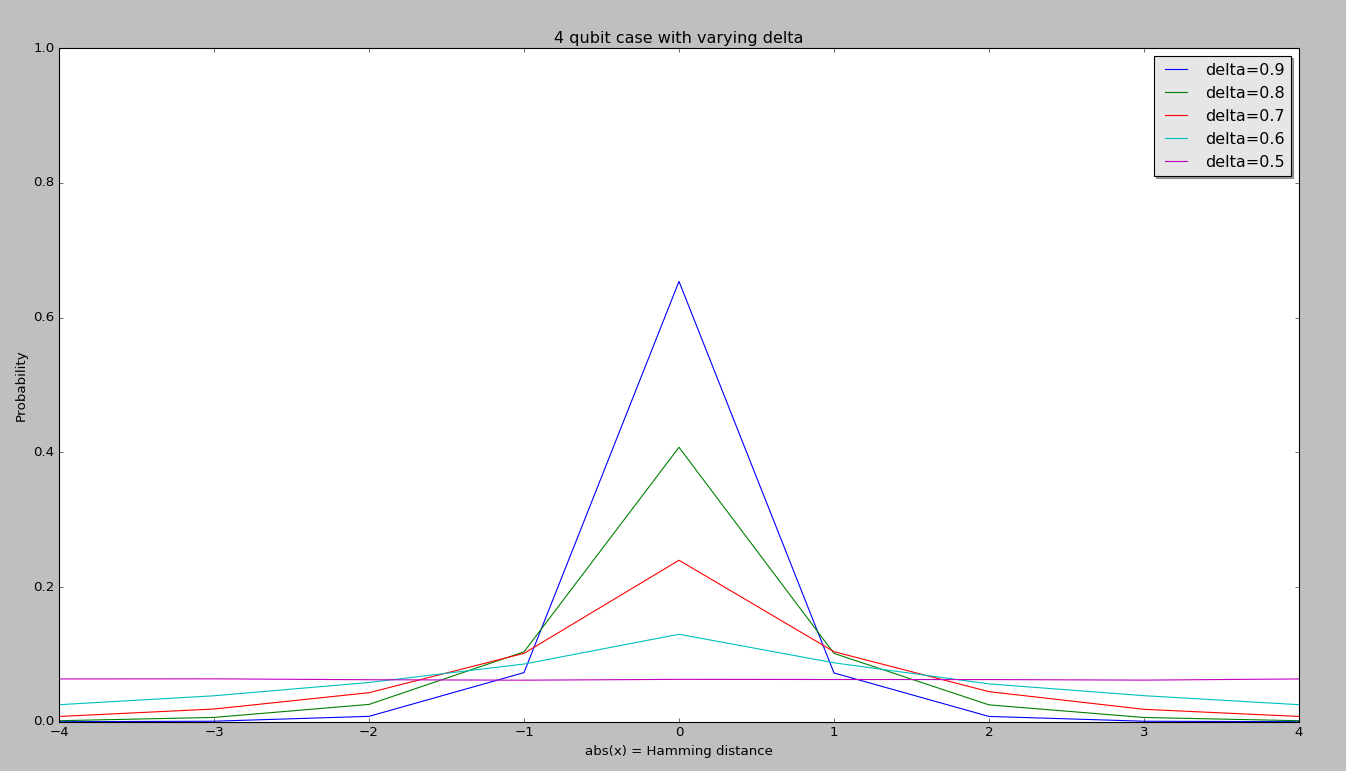 4 qubit case with varying delta
1.0
0.8
0.6
0.4
0.2
0.0
Probability
delta=0.9
delta=0.8
delta=0.7
delta=0.6
delta=0.5
−4 −3 −2 −1 0 1 2 3 4
abs(x) = Hamming distance